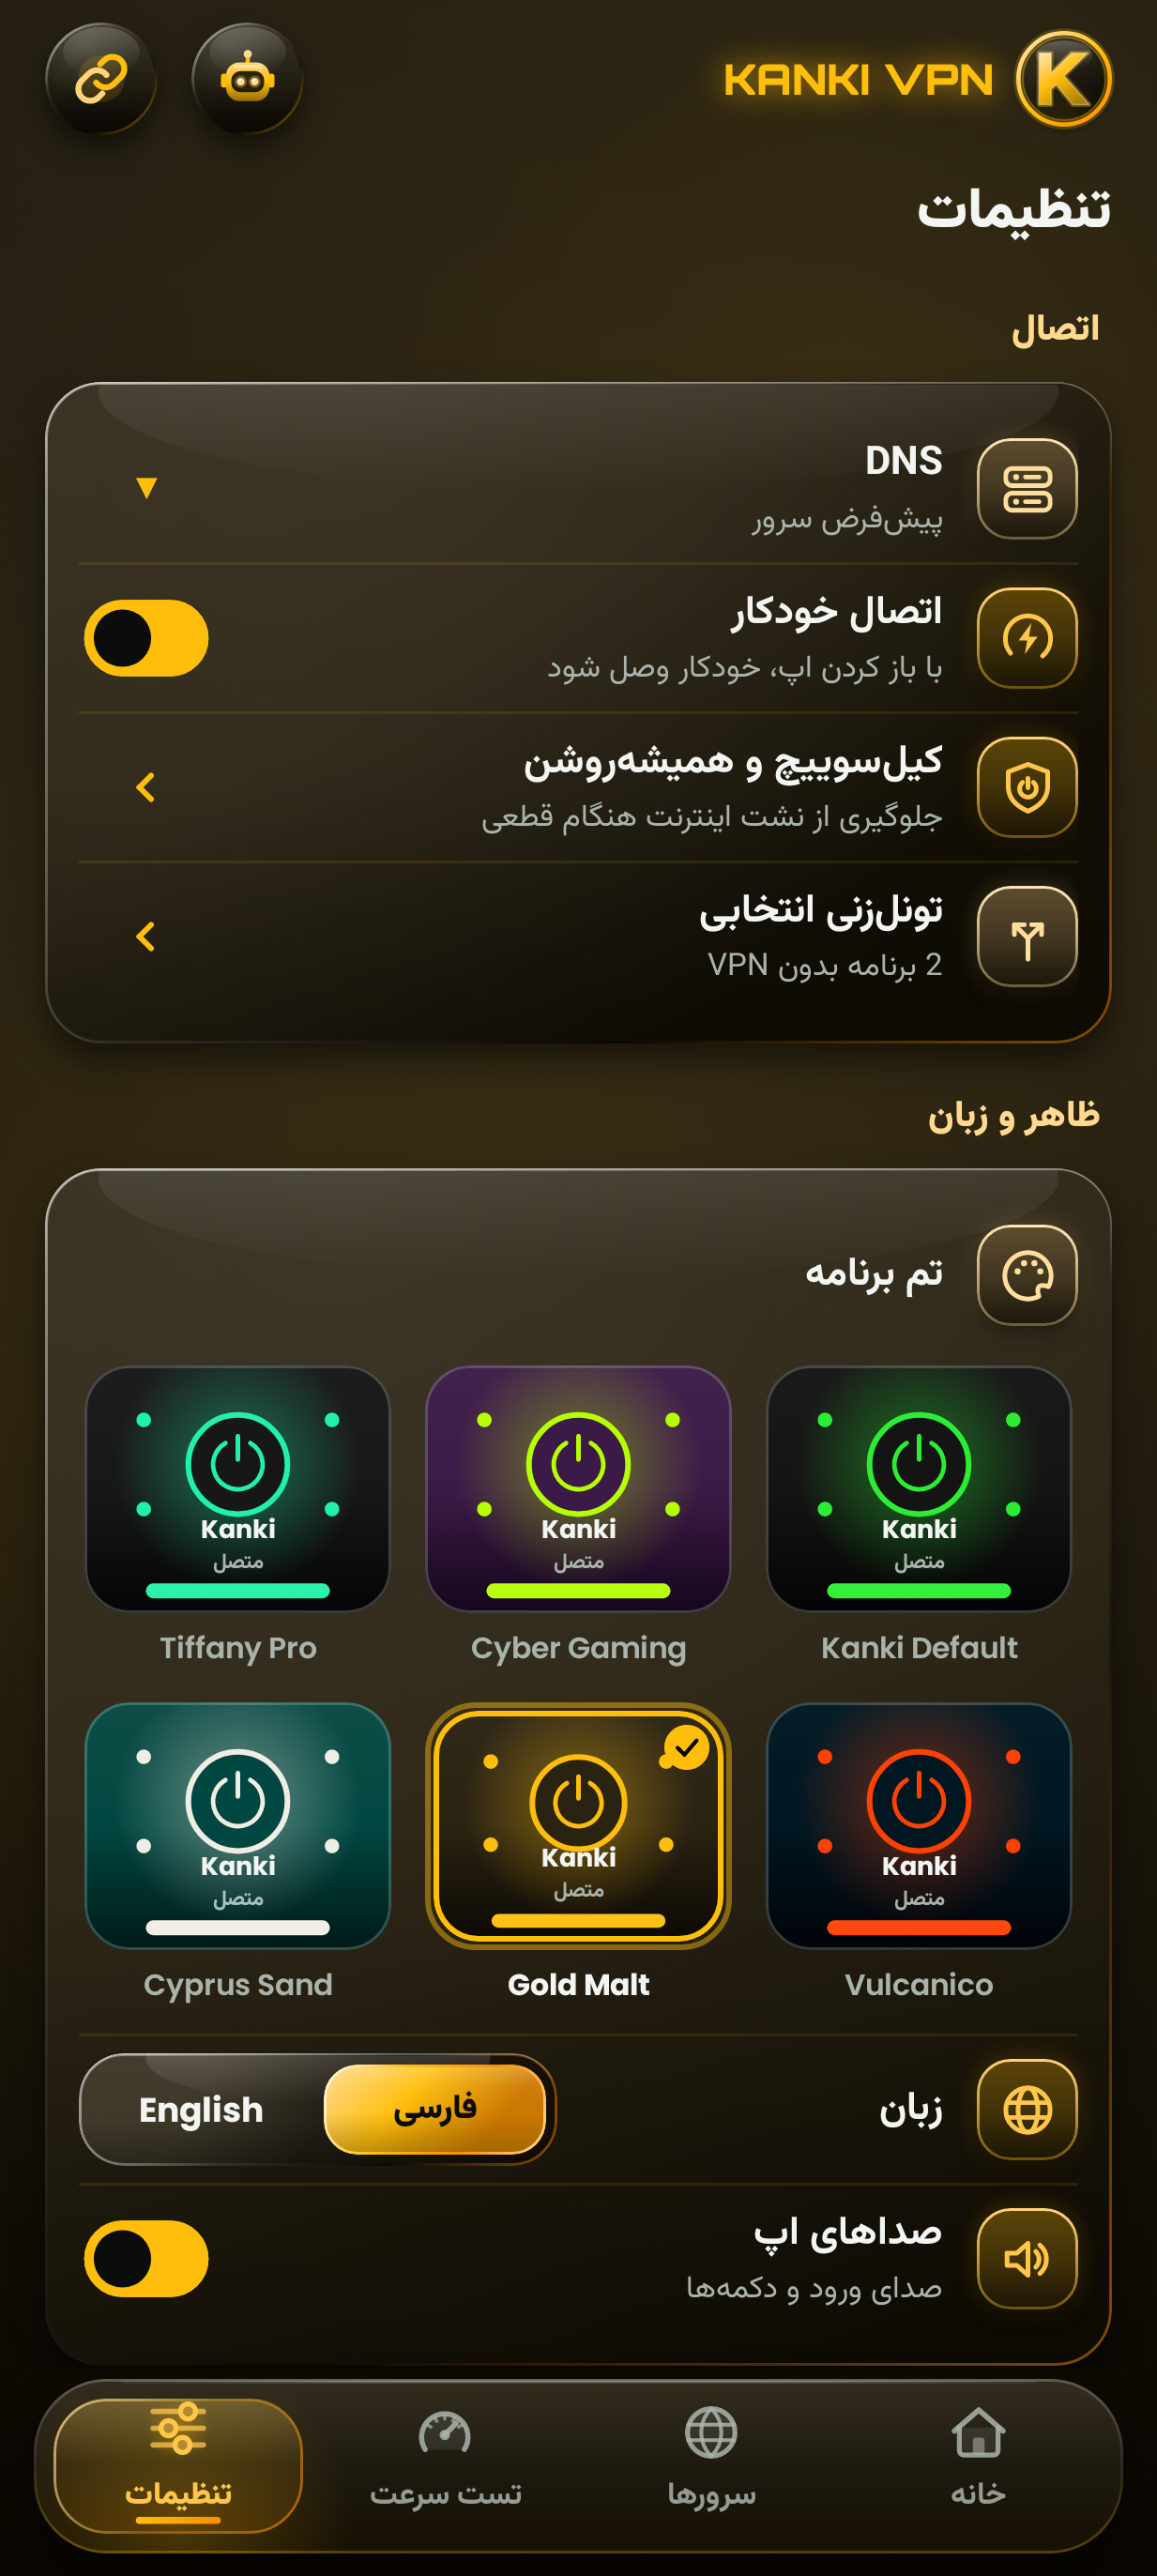 KANKI VPN
تنظیمات
اتصال
DNS
پیش‌فرض سرور
اتصال خودکار
با باز کردن اپ، خودکار وصل شود
کیل‌سوییچ و همیشه‌روشن
جلوگیری از نشت اینترنت هنگام قطعی
تونل‌زنی انتخابی
2 برنامه بدون VPN
ظاهر و زبان
تم برنامه
Kanki
متصل
Kanki Default
Kanki
متصل
Cyber Gaming
Kanki
متصل
Tiffany Pro
Kanki
متصل
Vulcanico
Kanki
متصل
Gold Malt
Kanki
متصل
Cyprus Sand
زبان
فارسی
English
صداهای اپ
صدای ورود و دکمه‌ها
خانه
سرورها
تست سرعت
تنظیمات